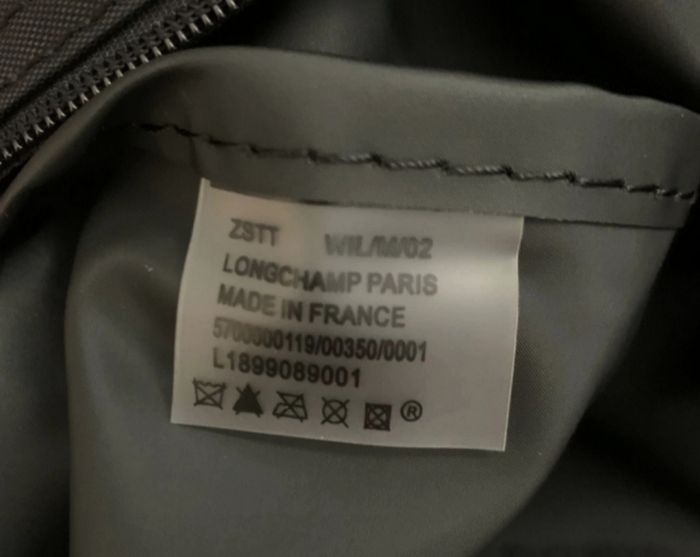 ZSTT WIL/M/02
LONGCHAMP PARIS
MADE IN FRANCE
5700000119/00350/0001
L1899089001
®